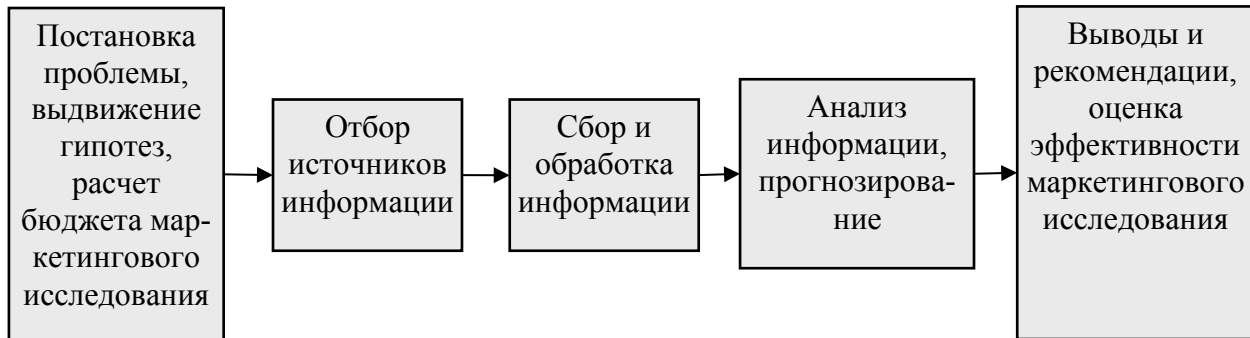 Постановка
проблемы,
выдвижение
гипотез,
расчет
бюджета мар-
кетингового
исследования
Отбор
источников
информации
Сбор и
обработка
информации
Анализ
информации,
прогнозирова-
ние
Выводы и
рекомендации,
оценка
эффективности
маркетингового
исследования